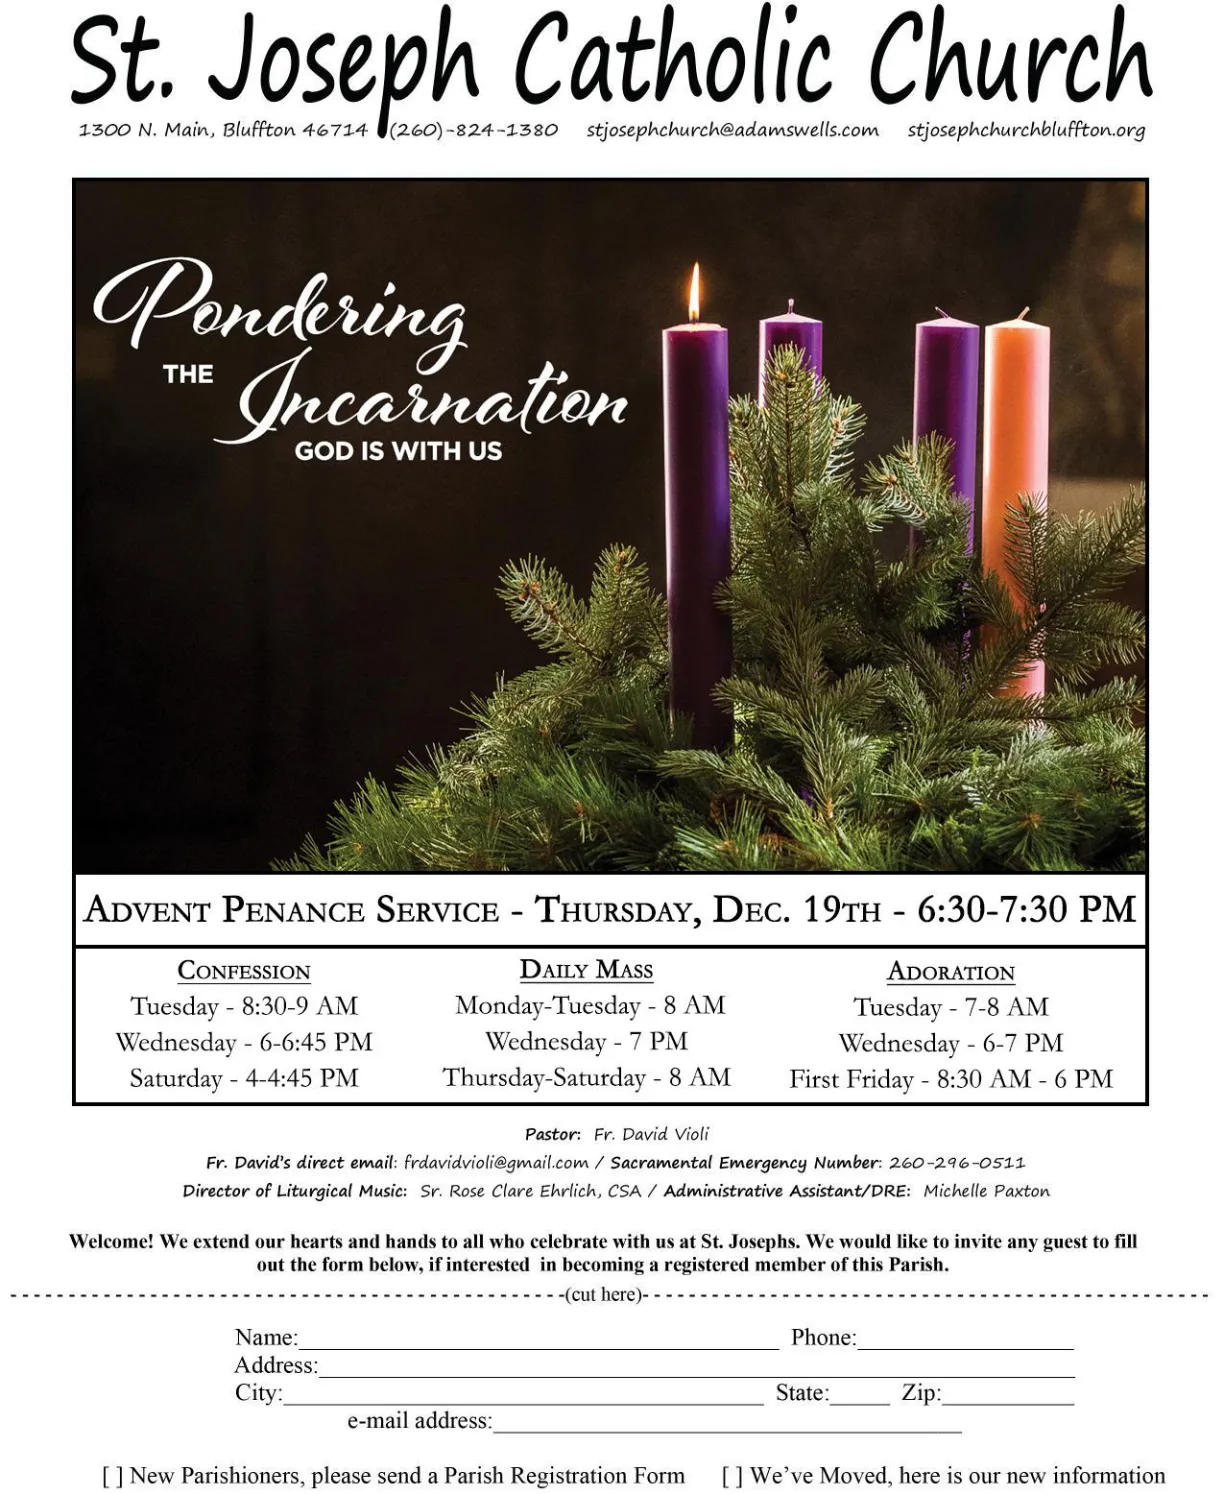 St. Joseph Catholic Church
1300 N. Main, Bluffton 46714 (260)-824-1380 stjosephchurch@adamswells.com stjosephchurchbluffton.org
Pondering
THE Incarnation
GOD IS WITH US
ADVENT PENANCE SERVICE - THURSDAY, DEC. 19TH - 6:30-7:30 PM
CONFESSION
Tuesday - 8:30-9 AM
Wednesday - 6-6:45 PM
Saturday - 4-4:45 PM
DAILY MASS
Monday-Tuesday - 8 AM
Wednesday - 7 PM
Thursday-Saturday - 8 AM
ADORATION
Tuesday - 7-8 AM
Wednesday - 6-7 PM
First Friday - 8:30 AM - 6 PM
Pastor: Fr. David Violi
Fr. David's direct email: frdavidvioli@gmail.com / Sacramental Emergency Number: 260-296-0511
Director of Liturgical Music: Sr. Rose Clare Ehrlich, CSA / Administrative Assistant/DRE: Michelle Paxton
Welcome! We extend our hearts and hands to all who celebrate with us at St. Josephs. We would like to invite any guest to fill
out the form below, if interested in becoming a registered member of this Parish.
(cut here)
Name: Phone:
Address:
City: State: Zip:
e-mail address:
[ ] New Parishioners, please send a Parish Registration Form [ ] We've Moved, here is our new information